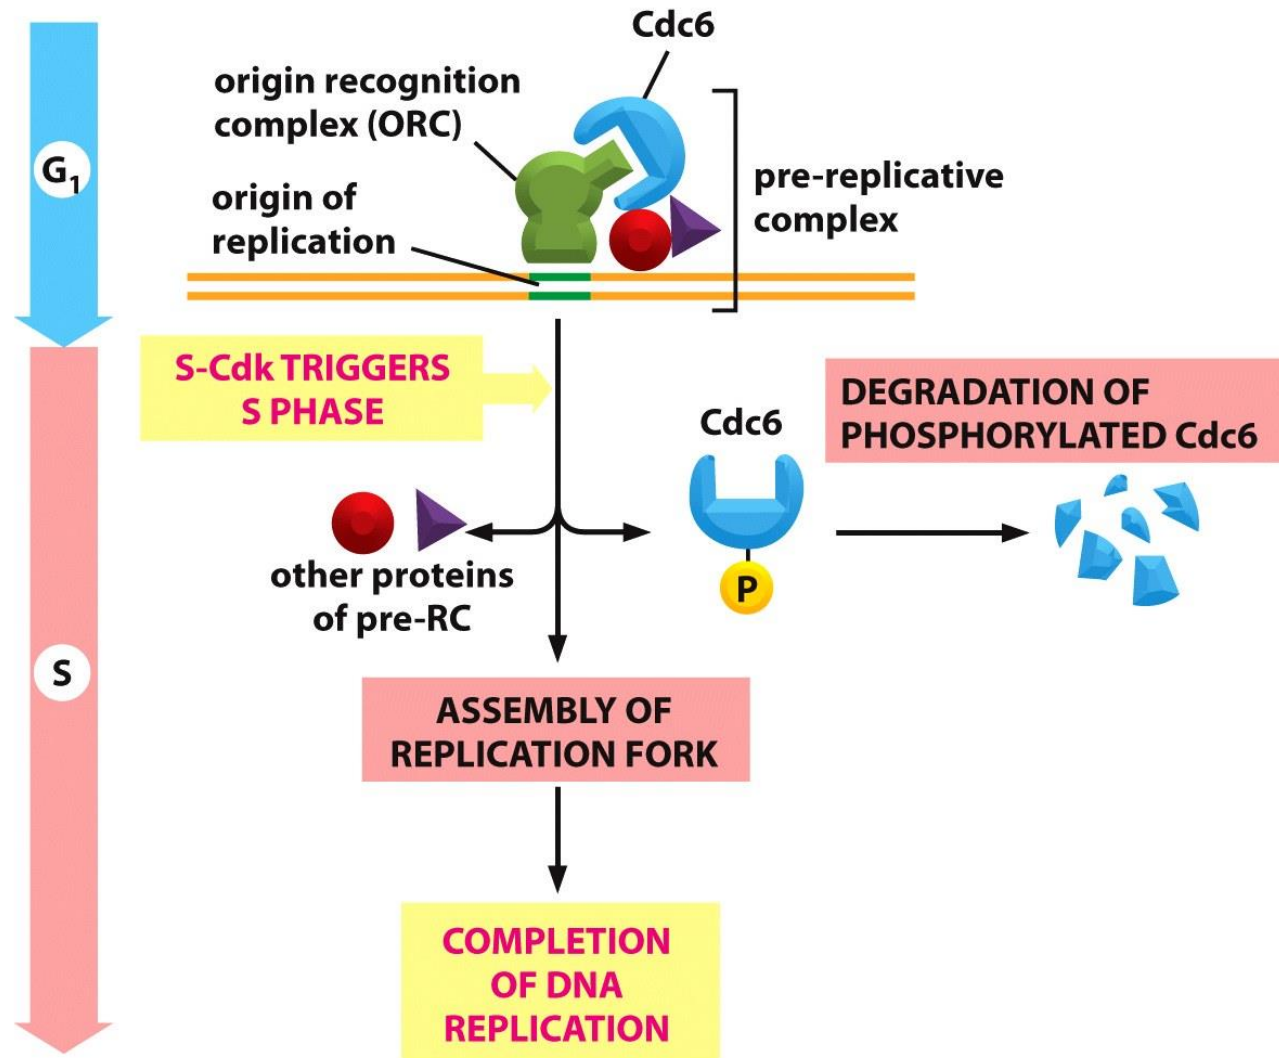 Cdc6
origin recognition
complex (ORC)
G1
origin of
replication
pre-replicative
complex
S-Cdk TRIGGERS
S PHASE
DEGRADATION OF
PHOSPHORYLATED Cdc6
Cdc6
other proteins
of pre-RC
P
S
ASSEMBLY OF
REPLICATION FORK
COMPLETION
OF DNA
REPLICATION